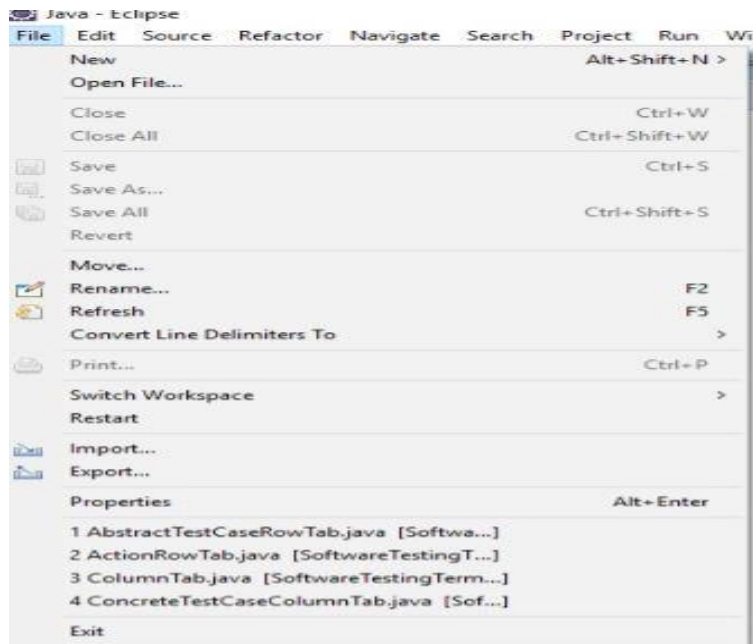 Java - Eclipse
File Edit Source Refactor Navigate Search Project Run Wi
New Alt+Shift+N >
Open File...
Close Ctrl+W
Close All Ctrl+Shift+W
Save Ctrl+S
Save As...
Save All Ctrl+Shift+S
Revert
Move...
Rename... F2
Refresh F5
Convert Line Delimiters To >
Print... Ctrl+P
Switch Workspace >
Restart
Import...
Export...
Properties Alt+Enter
1 AbstractTestCaseRowTab.java [Softwa...]
2 ActionRowTab.java [SoftwareTestingT...]
3 ColumnTab.java [SoftwareTestingTerm...]
4 ConcreteTestCaseColumnTab.java [Sof...]
Exit